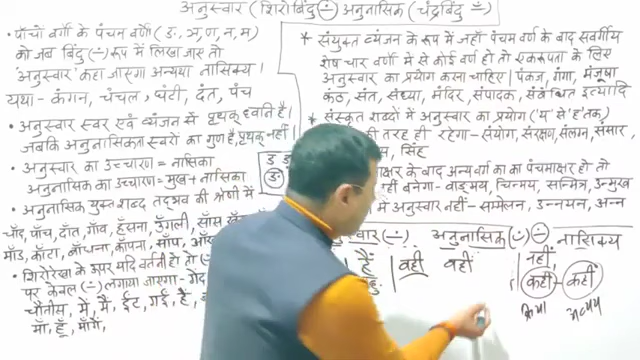 अनुस्वार (शिरोबिंदु ∸ अनुनासिक (चंद्रबिंदु ँ)
• पाँचों वर्गों के पंचम वर्णों (ङ, ञ, ण, न, म)
को जब बिंदु (∸) रूप में लिखा जाए तो
'अनुस्वार' कहा जाएगा अन्यथा नासिक्य।
यथा - कंगन, चंचल, घंटी, दंत, पंच
• अनुस्वार स्वर एवं व्यंजन से पृथक् ध्वनि है।
जबकि अनुनासिकता स्वरों का गुण है, पृथक् नहीं।
• अनुस्वार का उच्चारण = नासिका
अनुनासिक का उच्चारण = मुख + नासिका
• अनुनासिक युक्त शब्द तद्भव की श्रेणी में
चाँद, पाँच, दाँत, गाँव, हँसना, उँगली, साँस
माँड, काँटा, बाँधना, काँपना, साँप,
• शिरोरेखा के ऊपर यदि वर्तनी हो तो
पर केवल (∸) लगाया जाएगा - गेंद
चौंतीस, में, मैं, ईंट, गईं, हैं,
माँ, हूँ, माँगें,
* संयुक्त व्यंजन के रूप में जहाँ पंचम वर्ण के बाद सवर्गीय
शेष चार वर्णों में से कोई वर्ण हो तो एकरूपता के लिए
अनुस्वार का प्रयोग करना चाहिए। पंकज, गंगा, मंजूषा
कंठ, संत, संध्या, मंदिर, संपादक, संबंधित इत्यादि
* संस्कृत शब्दों में अनुस्वार का प्रयोग ('य' से 'ह' तक)
की तरह ही रहेगा - संयोग, संरक्षण, संलग्न, संसार,
सिंह
के बाद अन्य वर्ग का का पंचमाक्षर हो तो
नहीं बनेगा - वाङ्मय, चिन्मय, सन्मित्र, उन्मुख
में अनुस्वार नहीं - सम्मेलन, उन्नयन, अन्न
(∸) अनुनासिक (∸) नासिक्य
हैं वही वहीं नहीं,
कही - कहीं
क्रिया अव्यय